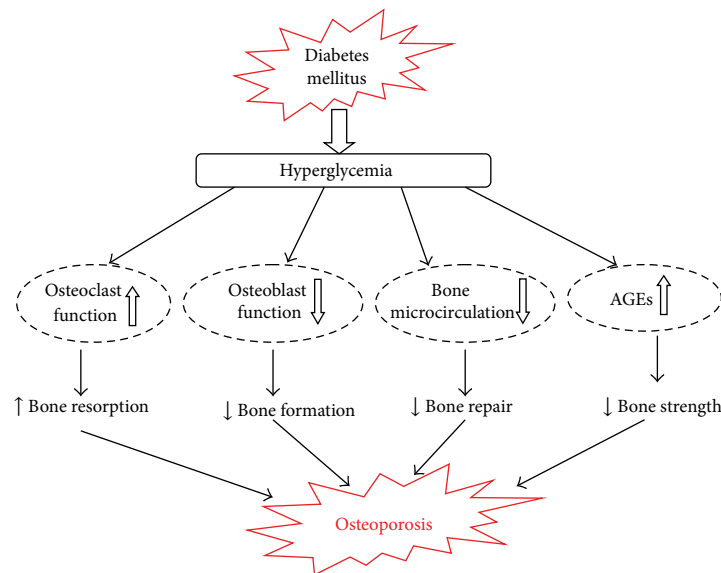 Diabetes
mellitus
Hyperglycemia
Osteoclast
function
Osteoblast
function
Bone
microcirculation
AGEs
↑ Bone resorption
↓ Bone formation
↓ Bone repair
↓ Bone strength
Osteoporosis